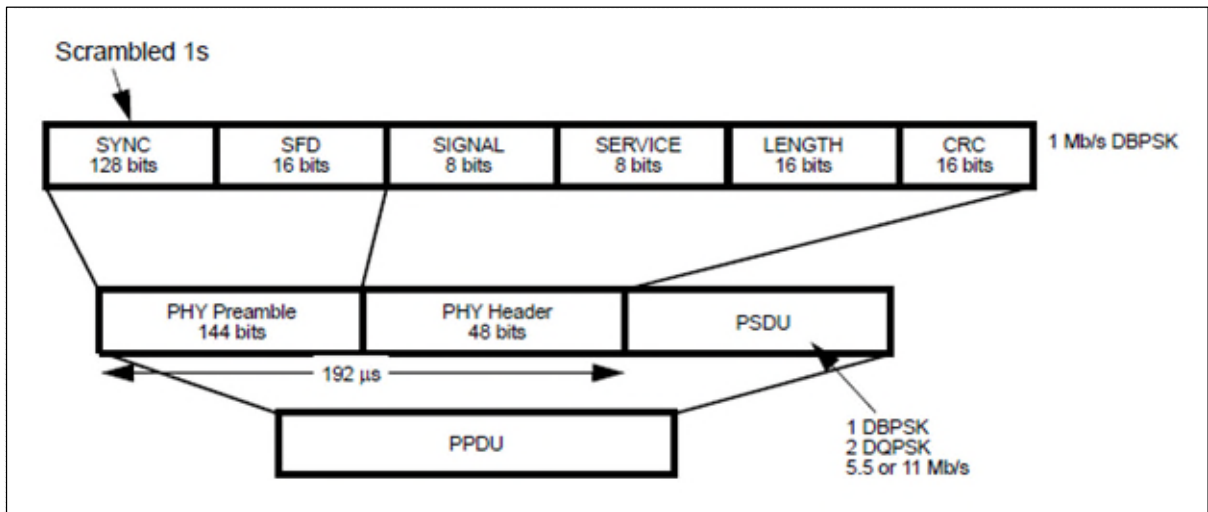 Scrambled 1s
SYNC
128 bits
SFD
16 bits
SIGNAL
8 bits
SERVICE
8 bits
LENGTH
16 bits
CRC
16 bits
1 Mb/s DBPSK
PHY Preamble
144 bits
PHY Header
48 bits
PSDU
192 µs
PPDU
1 DBPSK
2 DQPSK
5.5 or 11 Mb/s